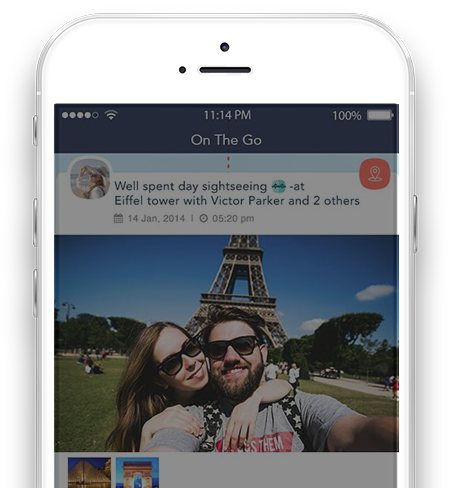 11:14 PM
100%
On The Go
Well spent day sightseeing -at
Eiffel tower with Victor Parker and 2 others
14 Jan, 2014 | 05:20 pm
THEM